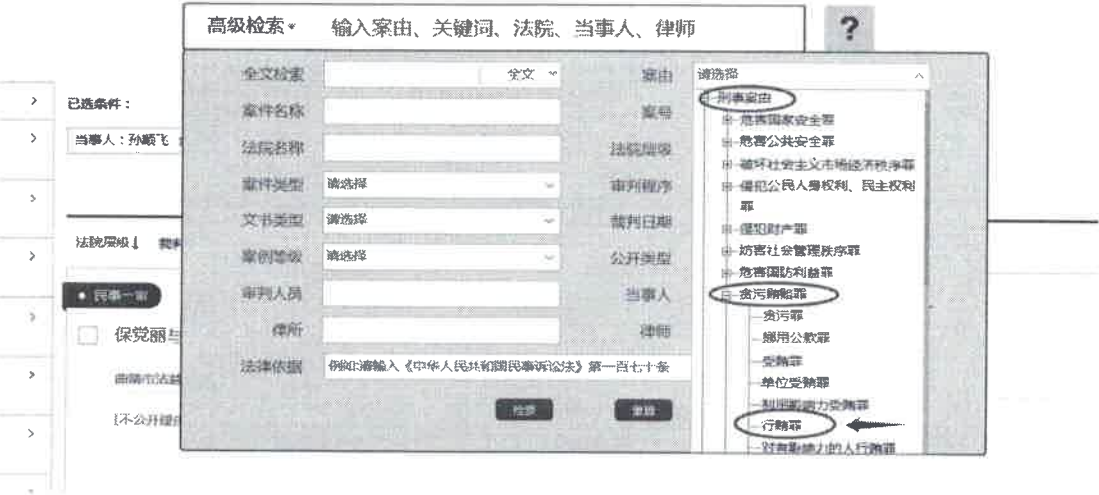 高级检索
输入案由、关键词、法院、当事人、律师
?
已选条件：
当事人：孙顺飞
法院层级
民事一审
保党丽与
全文检索
全文
案件名称
法院名称
案件类型
请选择
文书类型
请选择
案例等级
请选择
审判人员
律所
法律依据
例如:请输入《中华人民共和国民事诉讼法》第一百七十条
检索
重置
案由
请选择
案号
法院层级
审判程序
裁判日期
公开类型
当事人
律师
刑事案由
危害国家安全罪
危害公共安全罪
破坏社会主义市场经济秩序罪
侵犯公民人身权利、民主权利
罪
侵犯财产罪
妨害社会管理秩序罪
危害国防利益罪
贪污贿赂罪
贪污罪
挪用公款罪
受贿罪
单位受贿罪
利用影响力受贿罪
行贿罪
对有影响力的人行贿罪